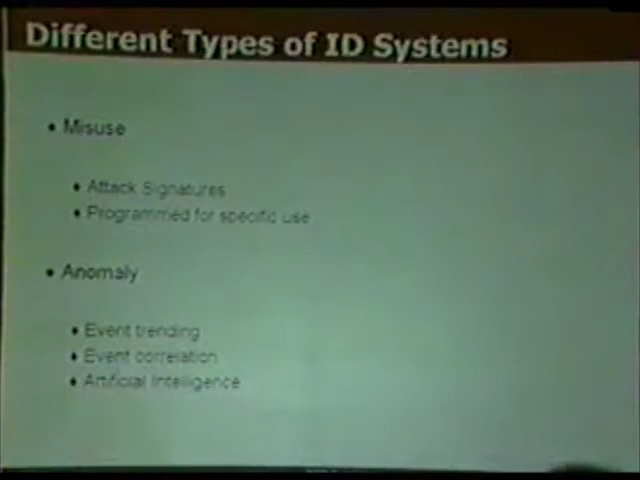 Different Types of ID Systems
• Misuse
♦ Attack Signatures
♦ Programmed for specific use
• Anomaly
♦ Event trending
♦ Event correlation
♦ Artificial Intelligence